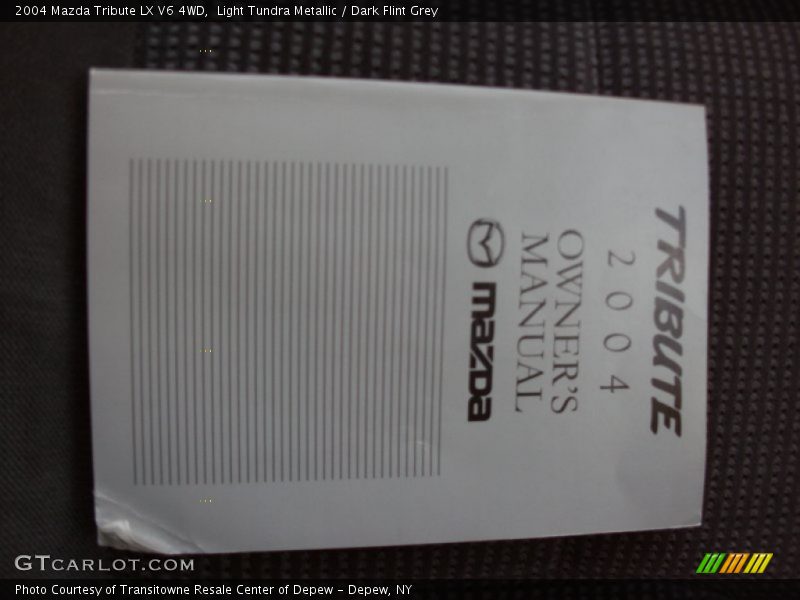 2004 Mazda Tribute LX V6 4WD,  Light Tundra Metallic / Dark Flint Grey
TRIBUTE
2004
OWNER'S
MANUAL
mazda
GTCARLOT.COM
Photo Courtesy of Transitowne Resale Center of Depew - Depew, NY